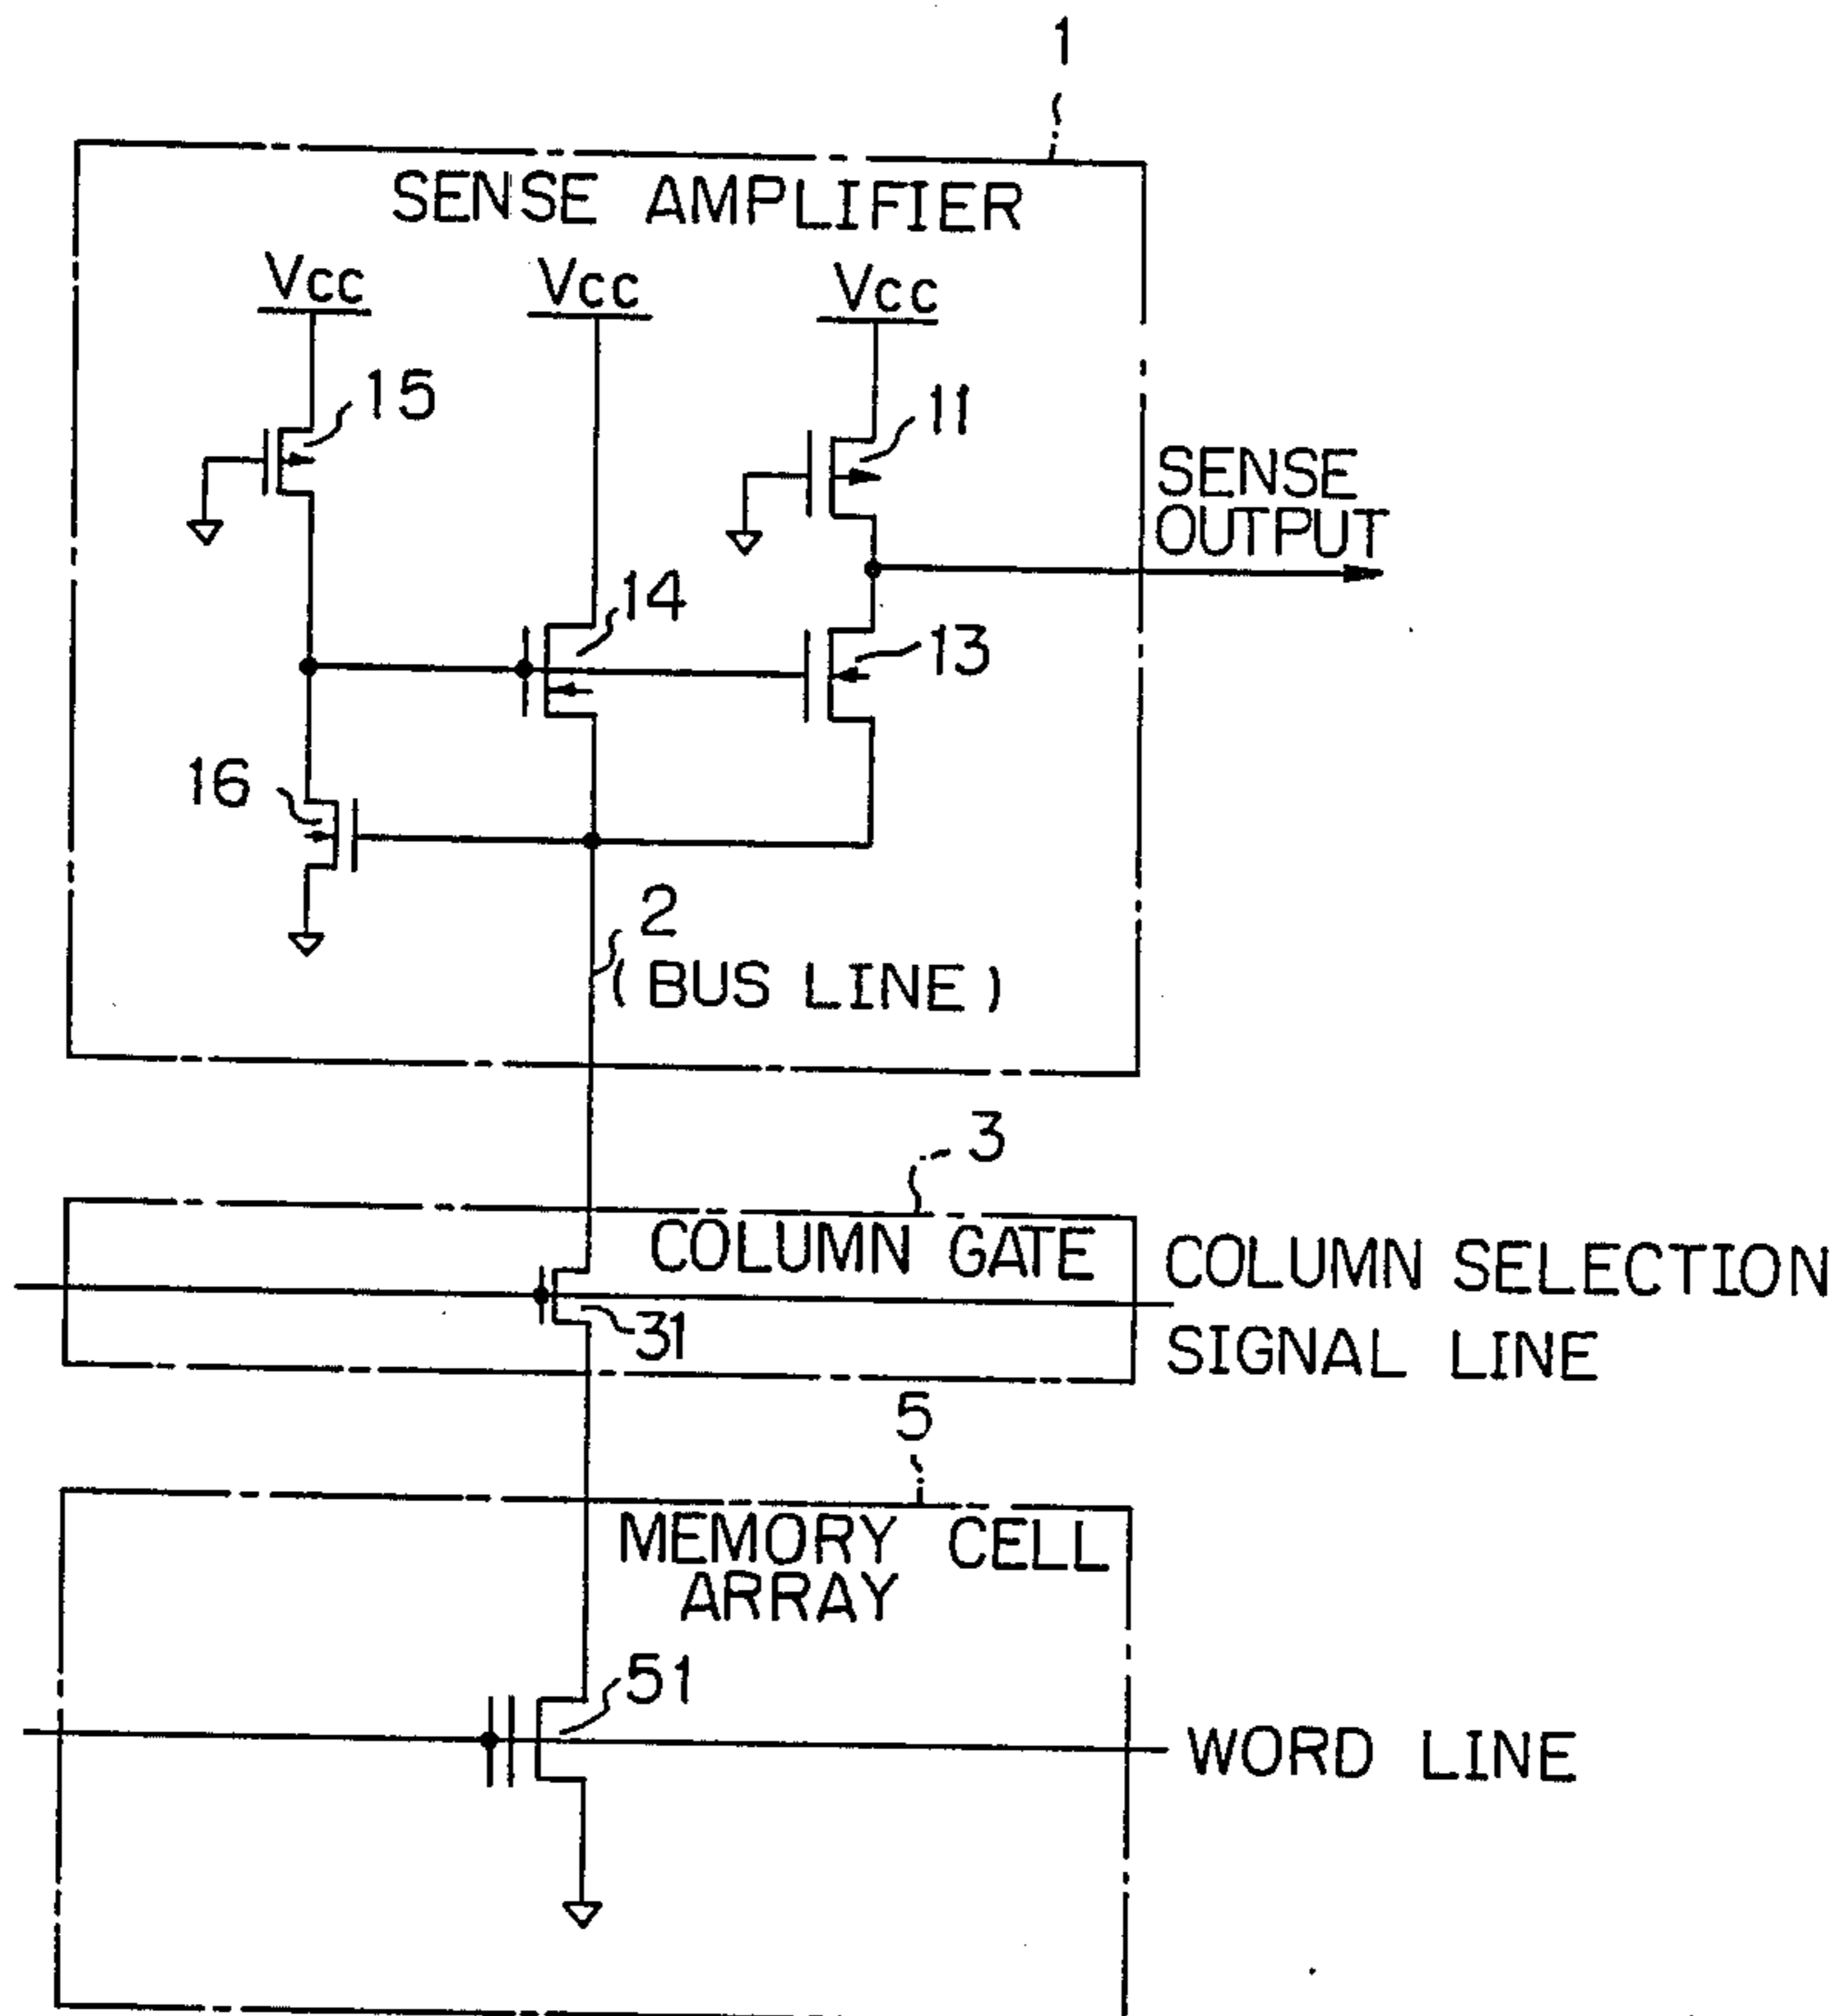 1
SENSE AMPLIFIER
Vcc Vcc Vcc
15
11
SENSE
OUTPUT
14
13
16
2
(BUS LINE)
3
COLUMN GATE
COLUMN SELECTION
31
SIGNAL LINE
5
MEMORY CELL
ARRAY
51
WORD LINE